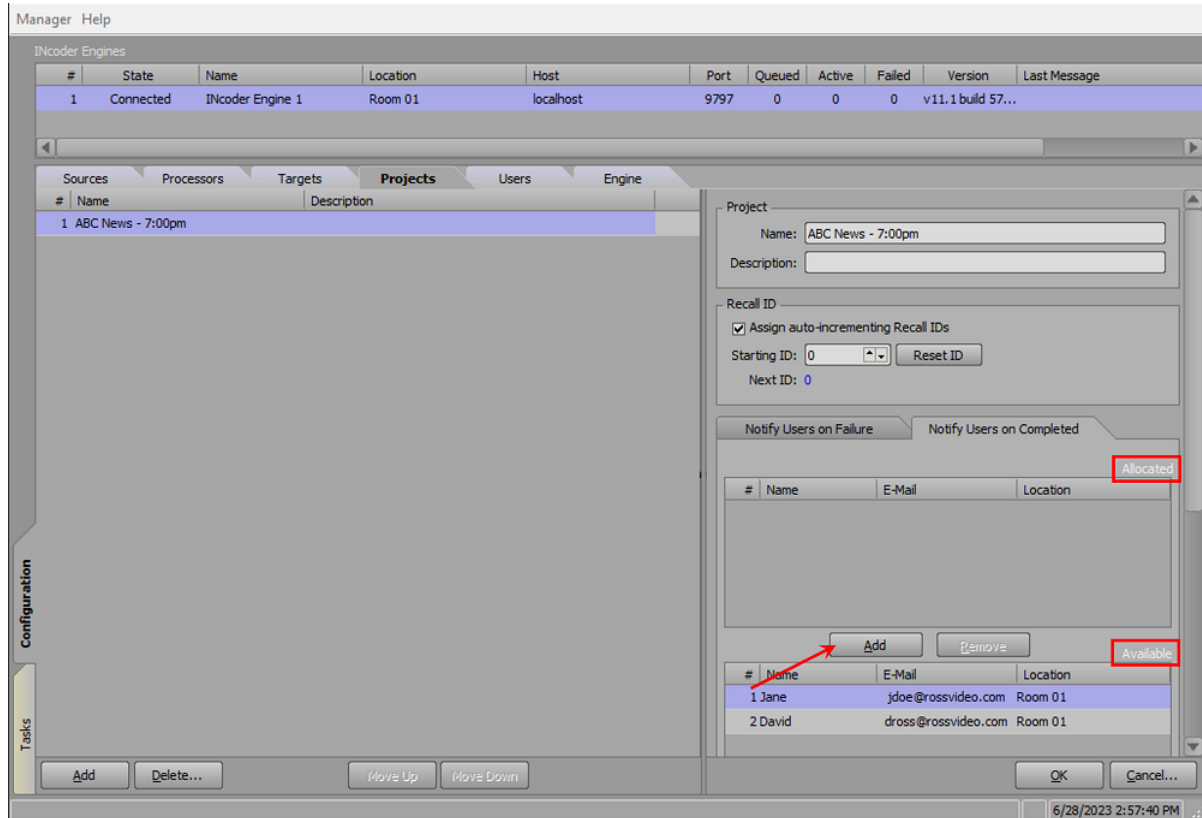 Manager Help
INcoder Engines
# State Name Location Host Port Queued Active Failed Version Last Message
1 Connected INcoder Engine 1 Room 01 localhost 9797 0 0 0 v11.1 build 57...
Sources Processors Targets Projects Users Engine
# Name Description
1 ABC News - 7:00pm
Project
Name: ABC News - 7:00pm
Description:
Recall ID
Assign auto-incrementing Recall IDs
Starting ID: 0 Reset ID
Next ID: 0
Notify Users on Failure Notify Users on Completed
Allocated
# Name E-Mail Location
Add Remove
Available
# Name E-Mail Location
1 Jane jdoe@rossvideo.com Room 01
2 David dross@rossvideo.com Room 01
Configuration
Tasks
Add Delete... Move Up Move Down
OK Cancel...
6/28/2023 2:57:40 PM